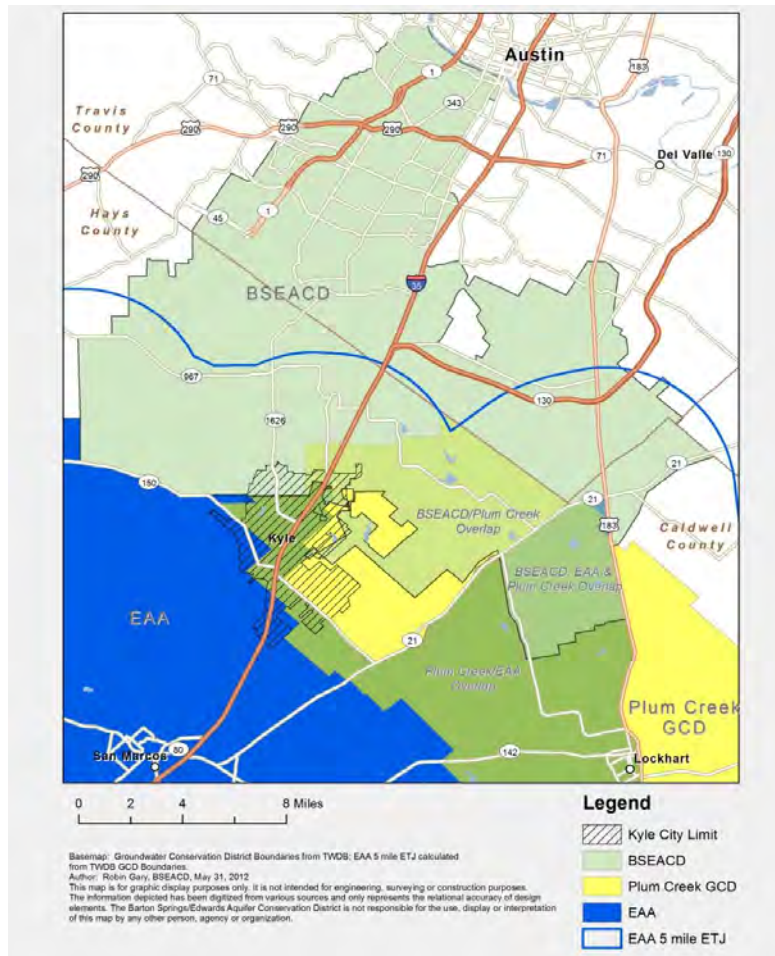 Austin
183
1
71
343
Travis
County
290
290
290
71
Del Valle
130
290
Hays
County
45
1
BSEACD
35
967
130
1626
21
150
21
BSEACD/Plum Creek
Overlap
183
Caldwell
County
Kyle
BSEACD, EAA &
Plum Creek Overlap
EAA
21
Plum Creek/EAA
Overlap
Plum Creek
GCD
San Marcos
80
142
Lockhart
0 2 4 8 Miles
Legend
Kyle City Limit
BSEACD
Plum Creek GCD
EAA
EAA 5 mile ETJ
Basemap: Groundwater Conservation District Boundaries from TWDB; EAA 5 mile ETJ calculated
from TWDB GCD Boundaries.
Author: Robin Gary, BSEACD, May 31, 2012
This map is for graphic display purposes only. It is not intended for engineering, surveying or construction purposes.
The information depicted has been digitized from various sources and only represents the relational accuracy of design
elements. The Barton Springs/Edwards Aquifer Conservation District is not responsible for the use, display or interpretation
of this map by any other person, agency or organization.